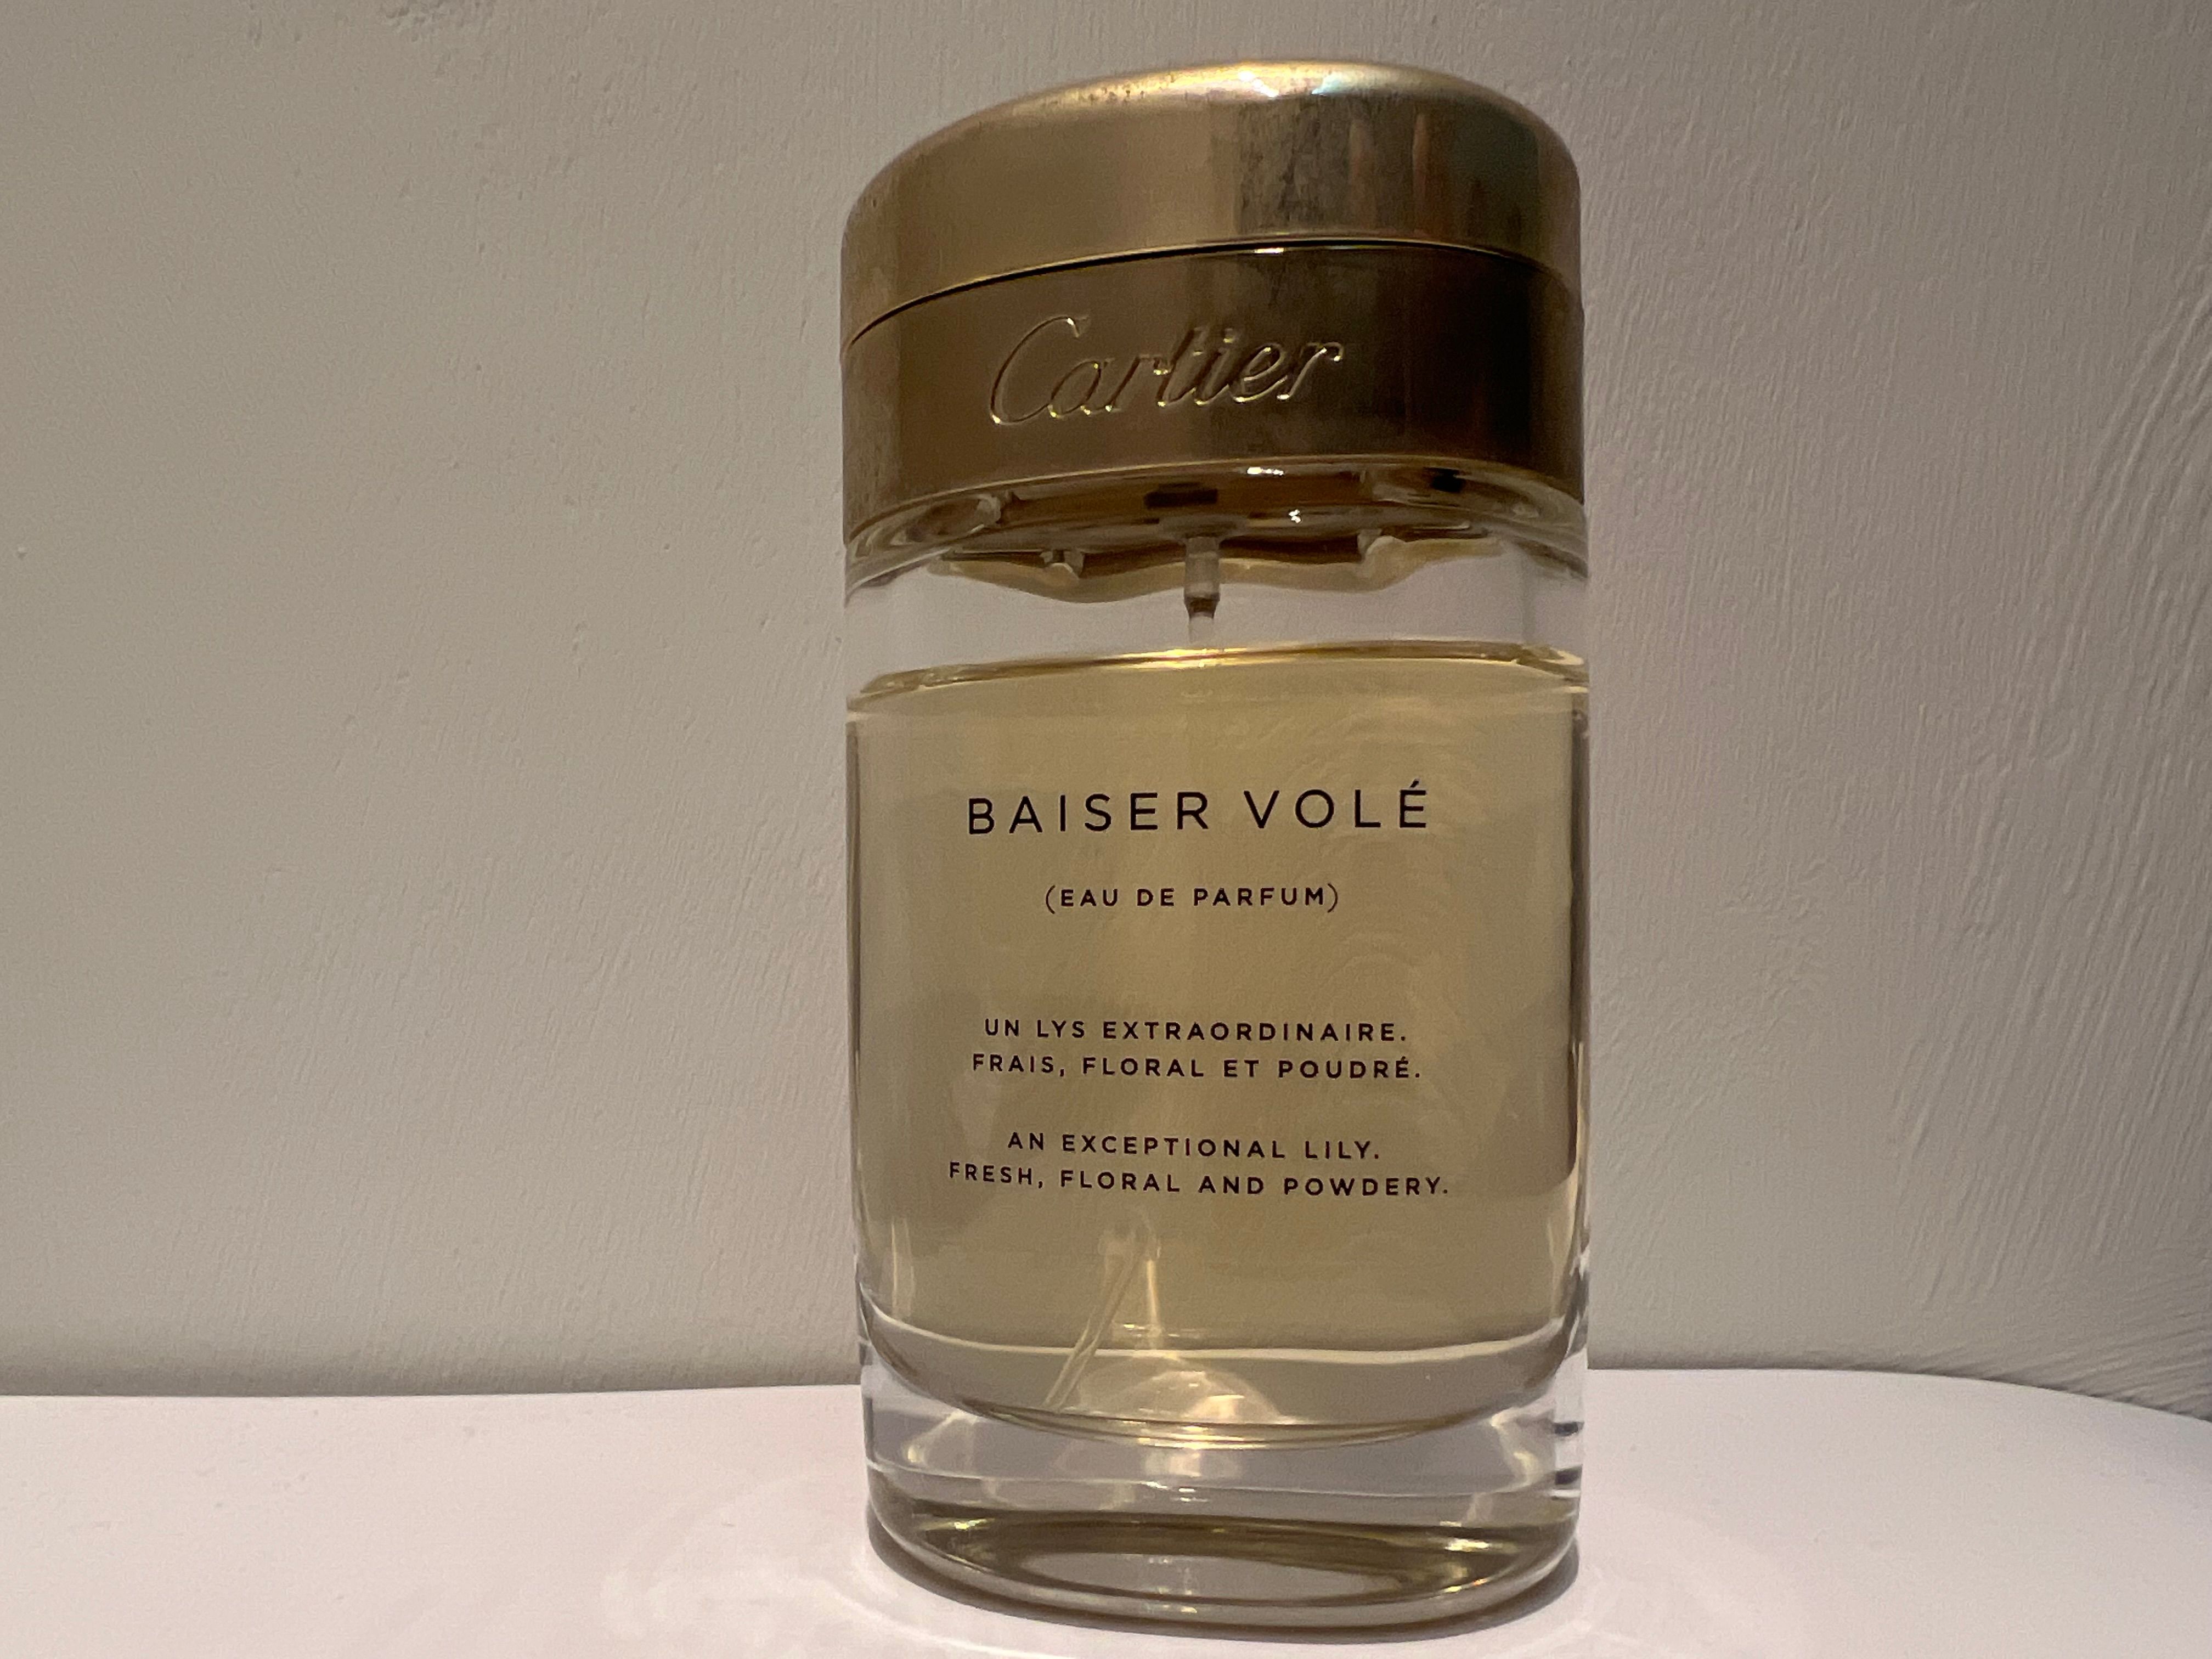 Cartier
BAISER VOLÉ
(EAU DE PARFUM)
UN LYS EXTRAORDINAIRE.
FRAIS, FLORAL ET POUDRÉ.
AN EXCEPTIONAL LILY.
FRESH, FLORAL AND POWDERY.